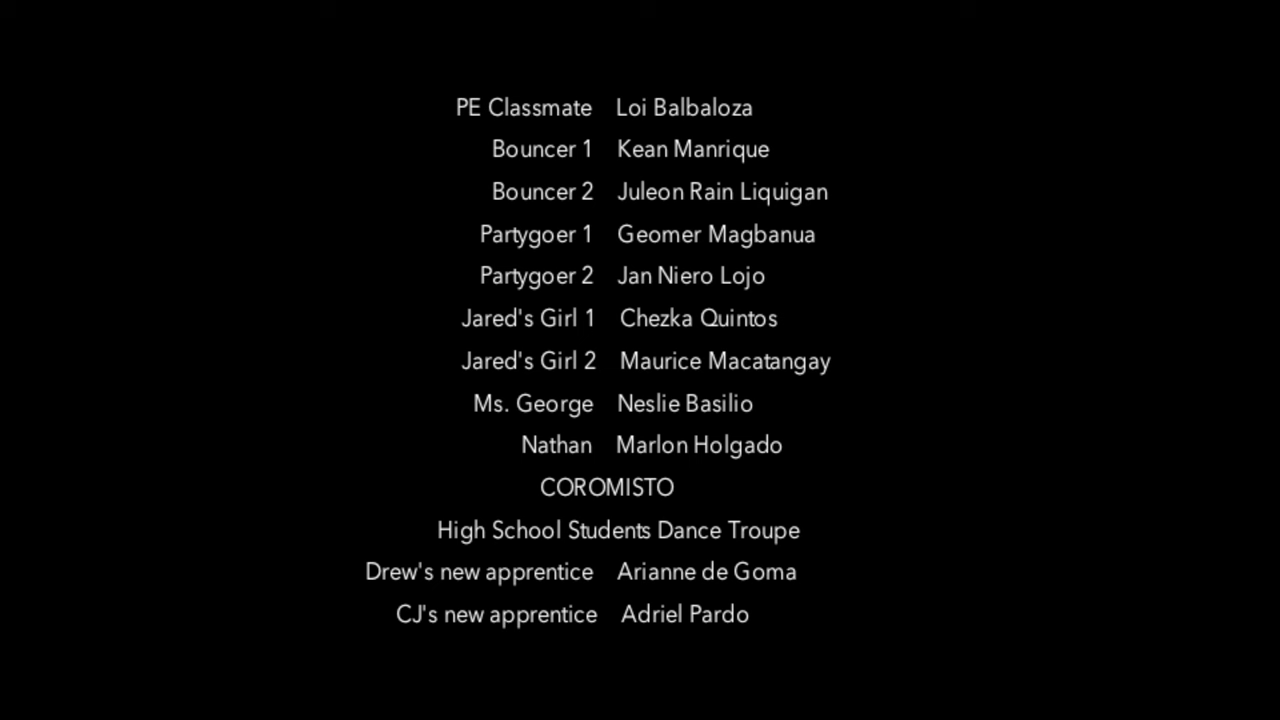 PE Classmate Loi Balbaloza
Bouncer 1 Kean Manrique
Bouncer 2 Juleon Rain Liquigan
Partygoer 1 Geomer Magbanua
Partygoer 2 Jan Niero Lojo
Jared's Girl 1 Chezka Quintos
Jared's Girl 2 Maurice Macatangay
Ms. George Neslie Basilio
Nathan Marlon Holgado
COROMISTO
High School Students Dance Troupe
Drew's new apprentice Arianne de Goma
CJ's new apprentice Adriel Pardo